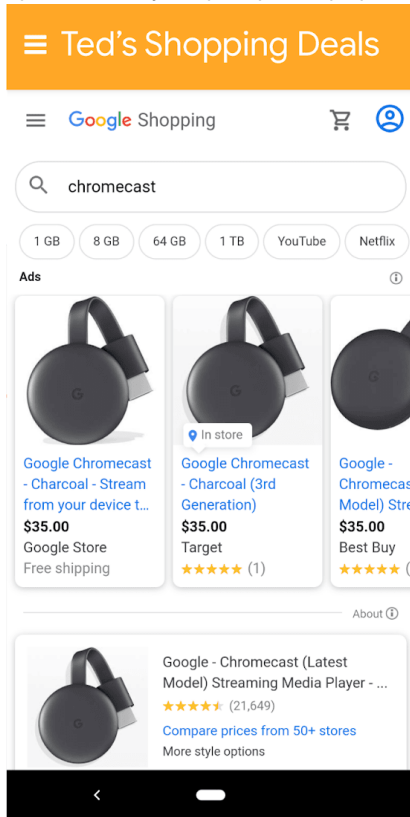 Ted's Shopping Deals
Google Shopping
chromecast
1 GB
8 GB
64 GB
1 TB
YouTube
Netflix
Ads
G
G
G
In store
Google Chromecast
- Charcoal - Stream
from your device t...
$35.00
Google Store
Free shipping
Google Chromecast
- Charcoal (3rd
Generation)
$35.00
Target
(1)
Google -
Chromecas
Model) Stre
$35.00
Best Buy
(
About
G
Google - Chromecast (Latest
Model) Streaming Media Player - ...
(21,649)
Compare prices from 50+ stores
More style options